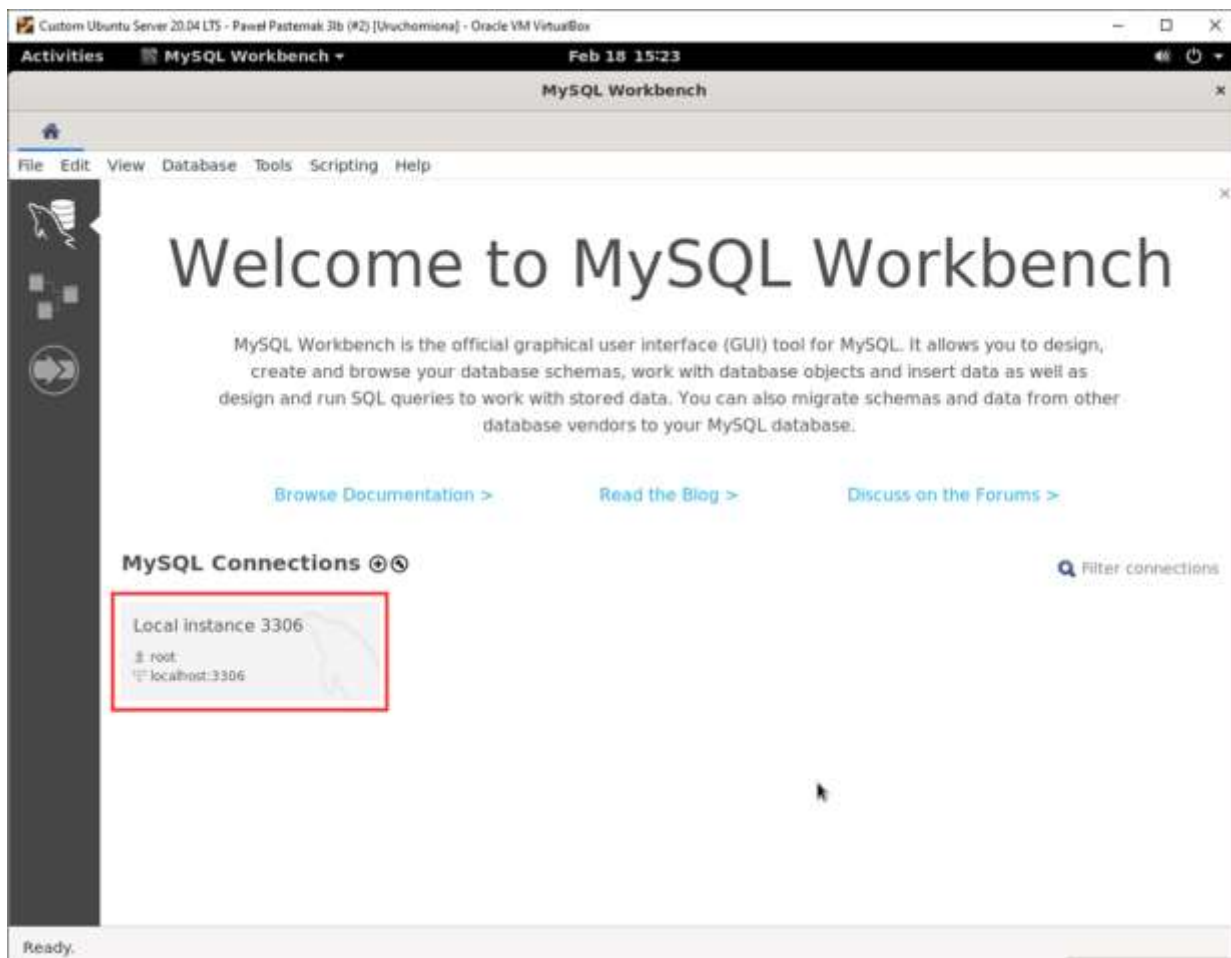 Custom Ubuntu Server 20.04 LTS - Paweł Pasternak 3lb (#2) [Uruchomiona] - Oracle VM VirtualBox
Activities MySQL Workbench Feb 18 15:23
MySQL Workbench
File Edit View Database Tools Scripting Help
Welcome to MySQL Workbench
MySQL Workbench is the official graphical user interface (GUI) tool for MySQL. It allows you to design,
create and browse your database schemas, work with database objects and insert data as well as
design and run SQL queries to work with stored data. You can also migrate schemas and data from other
database vendors to your MySQL database.
Browse Documentation > Read the Blog > Discuss on the Forums >
MySQL Connections
Filter connections
Local instance 3306
root
localhost:3306
Ready.